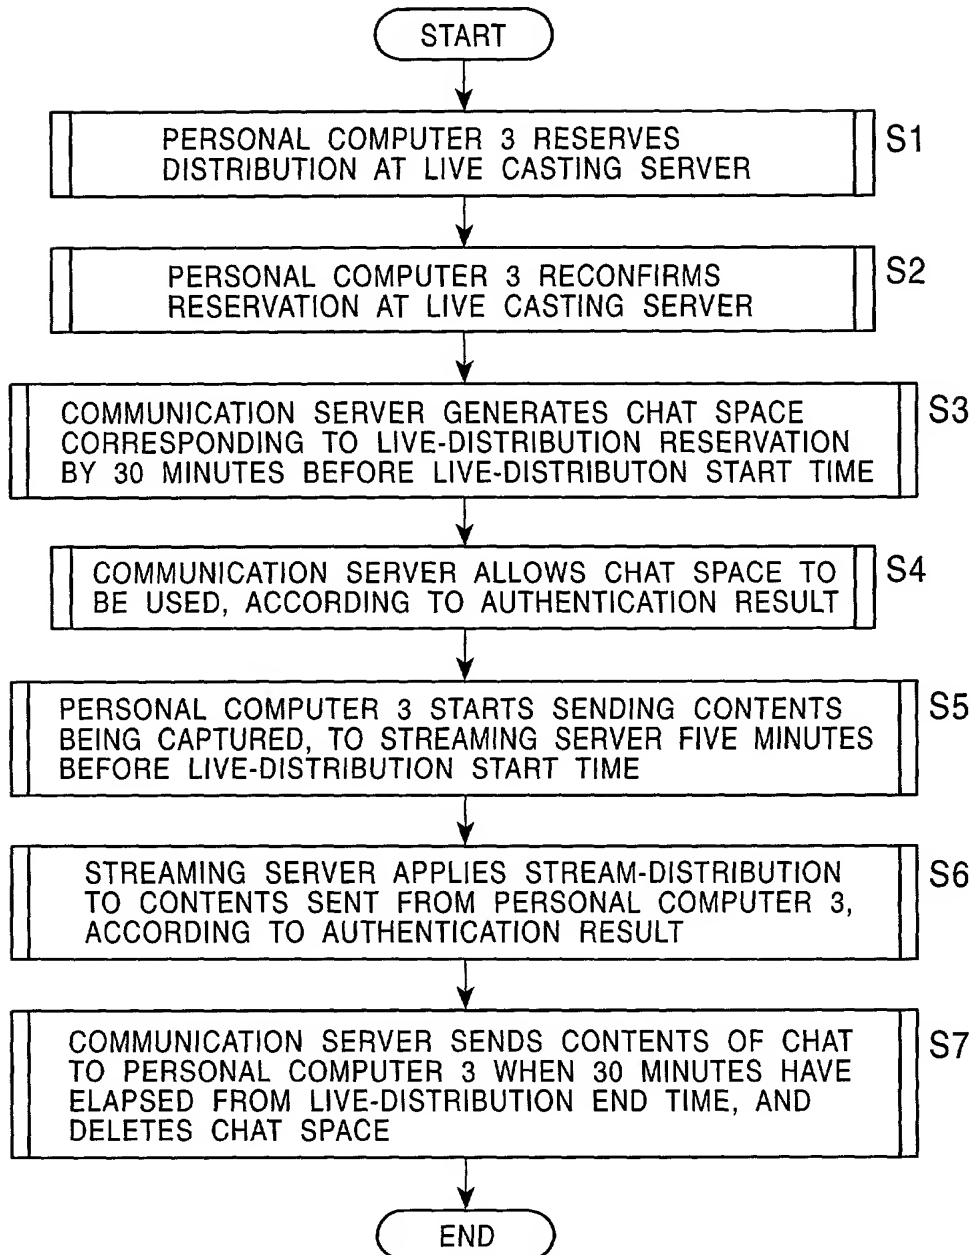 START
PERSONAL COMPUTER 3 RESERVES
DISTRIBUTION AT LIVE CASTING SERVER
S1
PERSONAL COMPUTER 3 RECONFIRMS
RESERVATION AT LIVE CASTING SERVER
S2
COMMUNICATION SERVER GENERATES CHAT SPACE
CORRESPONDING TO LIVE-DISTRIBUTION RESERVATION
BY 30 MINUTES BEFORE LIVE-DISTRIBUTON START TIME
S3
COMMUNICATION SERVER ALLOWS CHAT SPACE TO
BE USED, ACCORDING TO AUTHENTICATION RESULT
S4
PERSONAL COMPUTER 3 STARTS SENDING CONTENTS
BEING CAPTURED, TO STREAMING SERVER FIVE MINUTES
BEFORE LIVE-DISTRIBUTION START TIME
S5
STREAMING SERVER APPLIES STREAM-DISTRIBUTION
TO CONTENTS SENT FROM PERSONAL COMPUTER 3,
ACCORDING TO AUTHENTICATION RESULT
S6
COMMUNICATION SERVER SENDS CONTENTS OF CHAT
TO PERSONAL COMPUTER 3 WHEN 30 MINUTES HAVE
ELAPSED FROM LIVE-DISTRIBUTION END TIME, AND
DELETES CHAT SPACE
S7
END